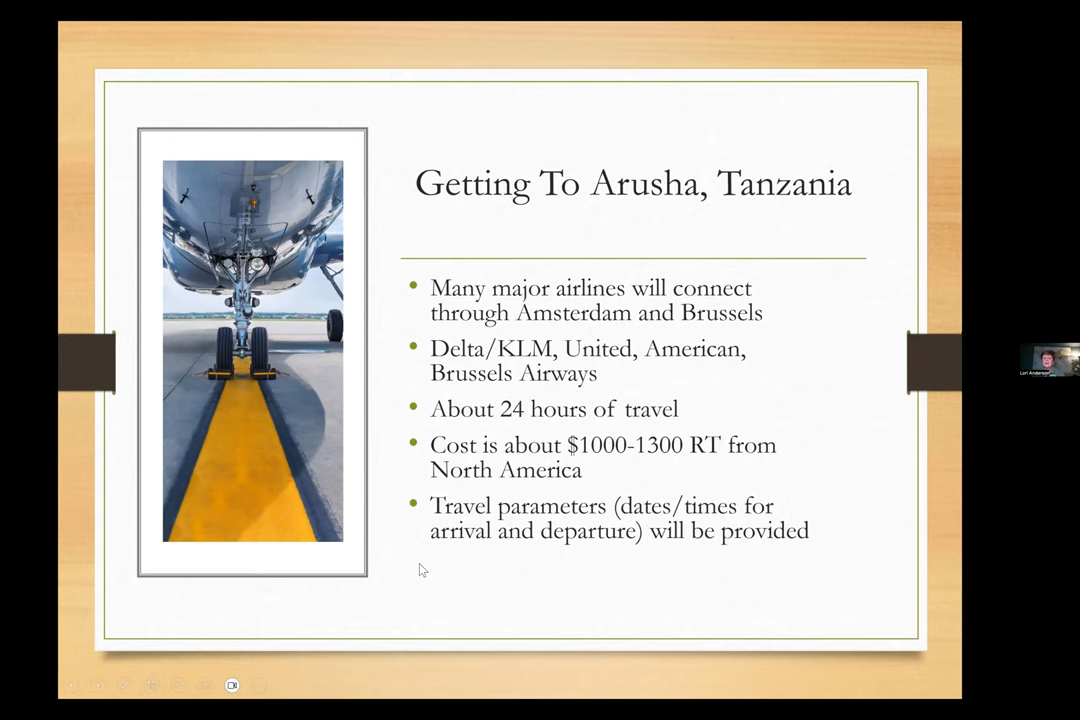 Getting To Arusha, Tanzania
• Many major airlines will connect
through Amsterdam and Brussels
• Delta/KLM, United, American,
Brussels Airways
• About 24 hours of travel
• Cost is about $1000-1300 RT from
North America
• Travel parameters (dates/times for
arrival and departure) will be provided
Lori Anderson